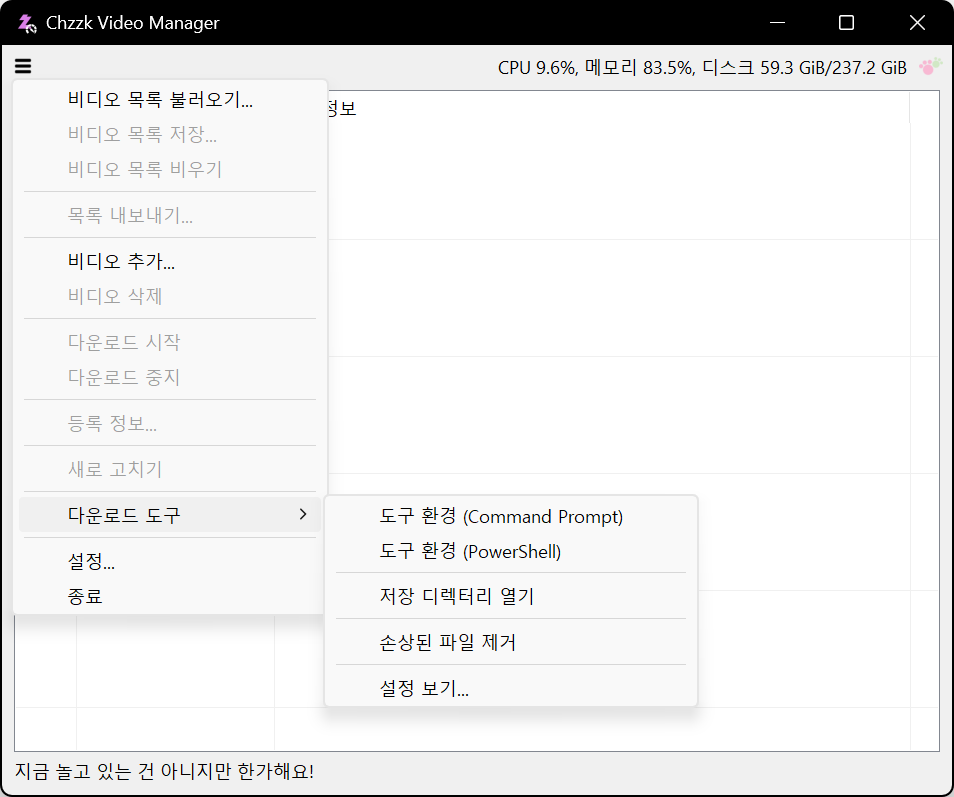 Chzzk Video Manager
CPU 9.6%, 메모리 83.5%, 디스크 59.3 GiB/237.2 GiB
정보
비디오 목록 불러오기...
비디오 목록 저장...
비디오 목록 비우기
목록 내보내기...
비디오 추가...
비디오 삭제
다운로드 시작
다운로드 중지
등록 정보...
새로 고치기
다운로드 도구
설정...
종료
도구 환경 (Command Prompt)
도구 환경 (PowerShell)
저장 디렉터리 열기
손상된 파일 제거
설정 보기...
지금 놀고 있는 건 아니지만 한가해요!